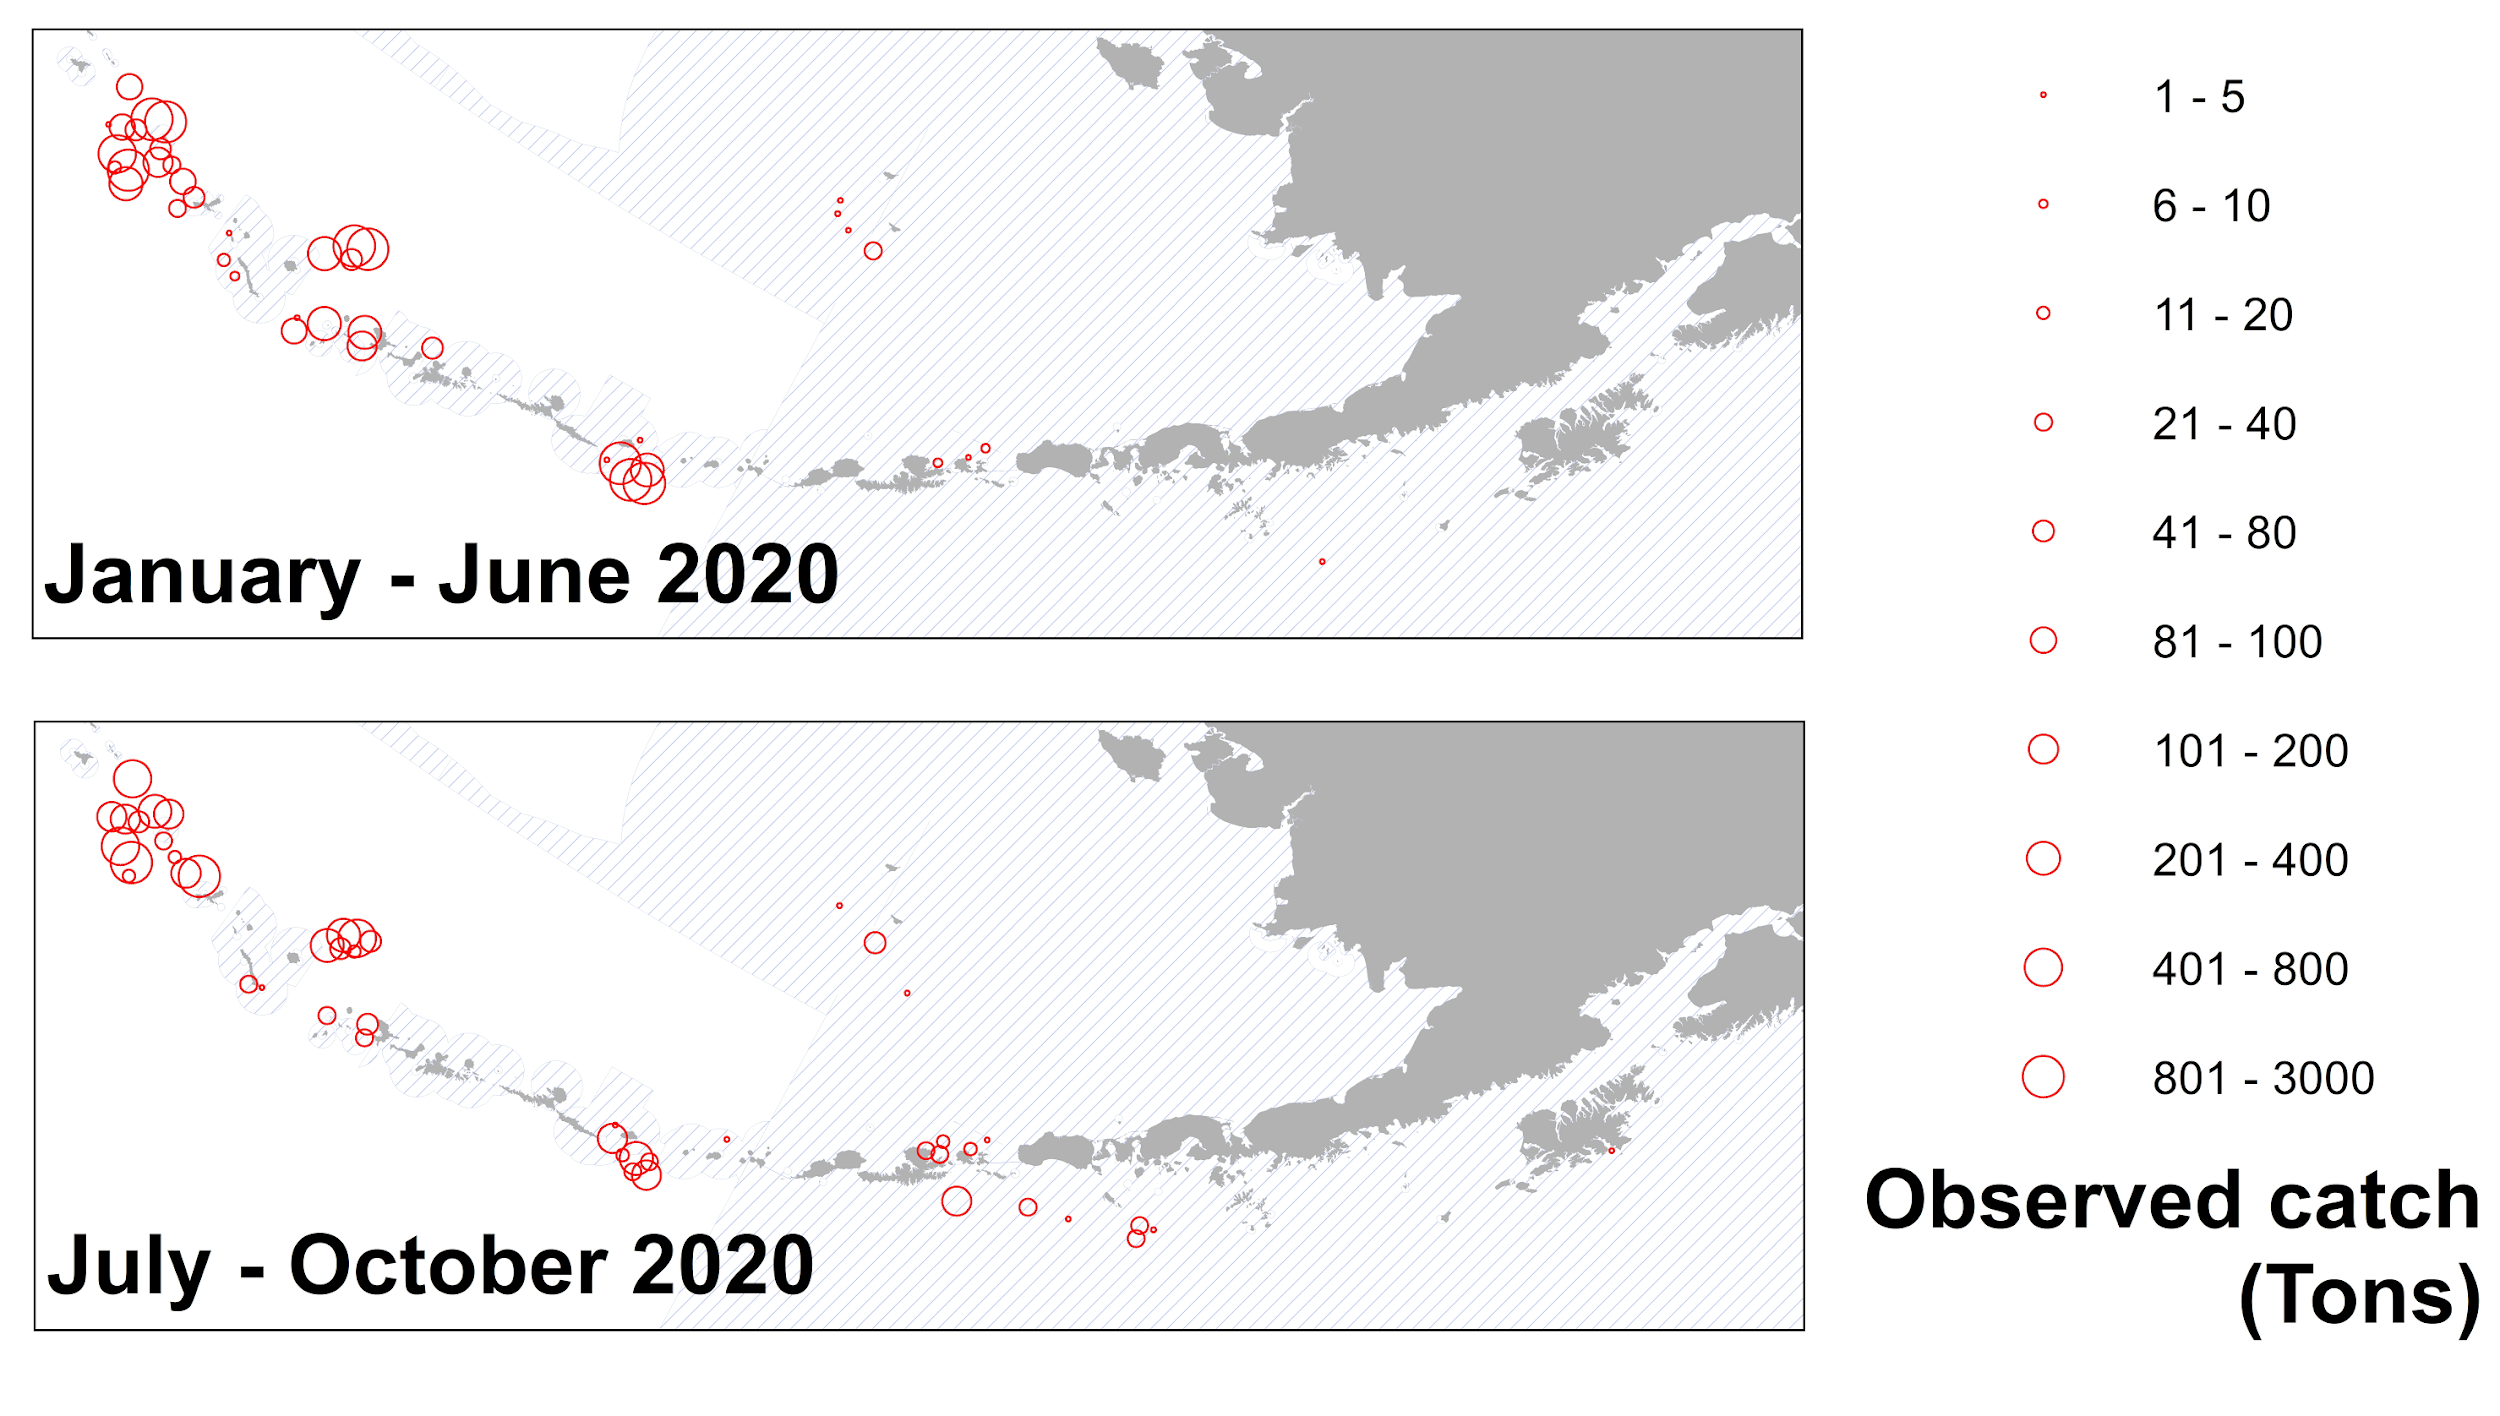 January - June 2020
July - October 2020
1 - 5
6 - 10
11 - 20
21 - 40
41 - 80
81 - 100
101 - 200
201 - 400
401 - 800
801 - 3000
Observed catch
(Tons)